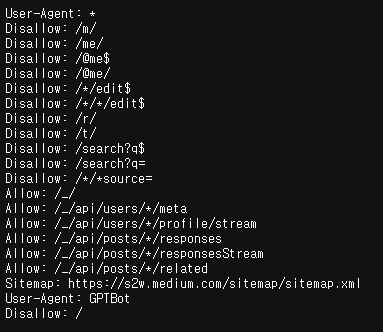 User-Agent: *
Disallow: /m/
Disallow: /me/
Disallow: /@me$
Disallow: /@me/
Disallow: /*/edit$
Disallow: /*/*/edit$
Disallow: /r/
Disallow: /t/
Disallow: /search?q$
Disallow: /search?q=
Disallow: /*/*source=
Allow: /_/
Allow: /_/api/users/*/meta
Allow: /_/api/users/*/profile/stream
Allow: /_/api/posts/*/responses
Allow: /_/api/posts/*/responsesStream
Allow: /_/api/posts/*/related
Sitemap: https://s2w.medium.com/sitemap/sitemap.xml
User-Agent: GPTBot
Disallow: /